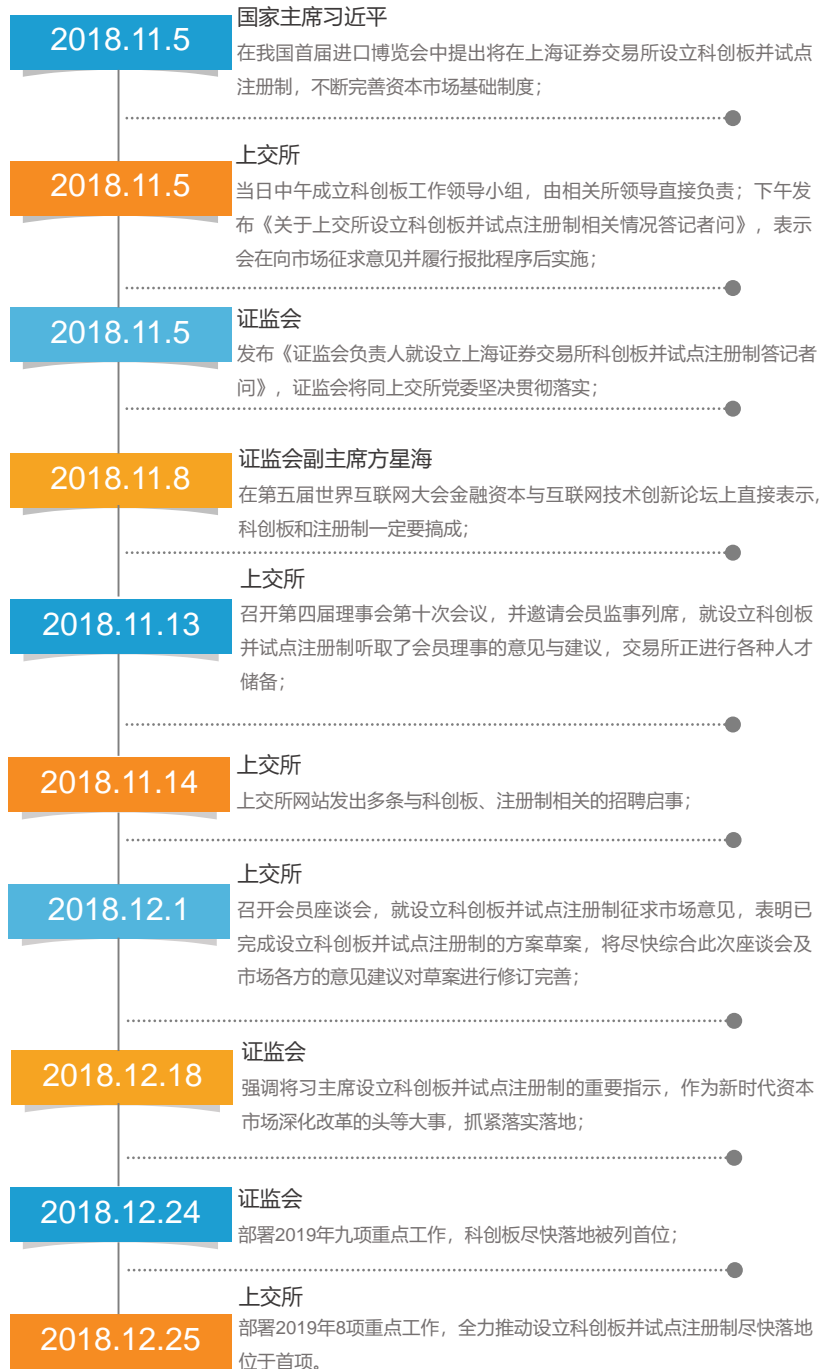 2018.11.5
国家主席习近平
在我国首届进口博览会中提出将在上海证券交易所设立科创板并试点
注册制，不断完善资本市场基础制度；
2018.11.5
上交所
当日中午成立科创板工作领导小组，由相关所领导直接负责；下午发
布《关于上交所设立科创板并试点注册制相关情况答记者问》，表示
会在向市场征求意见并履行报批程序后实施；
2018.11.5
证监会
发布《证监会负责人就设立上海证券交易所科创板并试点注册制答记者
问》，证监会将同上交所党委坚决贯彻落实；
2018.11.8
证监会副主席方星海
在第五届世界互联网大会金融资本与互联网技术创新论坛上直接表示，
科创板和注册制一定要搞成；
2018.11.13
上交所
召开第四届理事会第十次会议，并邀请会员监事列席，就设立科创板
并试点注册制听取了会员理事的意见与建议，交易所正进行各种人才
储备；
2018.11.14
上交所
上交所网站发出多条与科创板、注册制相关的招聘启事；
2018.12.1
上交所
召开会员座谈会，就设立科创板并试点注册制征求市场意见，表明已
完成设立科创板并试点注册制的方案草案，将尽快综合此次座谈会及
市场各方的意见建议对草案进行修订完善；
2018.12.18
证监会
强调将习主席设立科创板并试点注册制的重要指示，作为新时代资本
市场深化改革的头等大事，抓紧落实落地；
2018.12.24
证监会
部署2019年九项重点工作，科创板尽快落地被列首位；
2018.12.25
上交所
部署2019年8项重点工作，全力推动设立科创板并试点注册制尽快落地
位于首项。